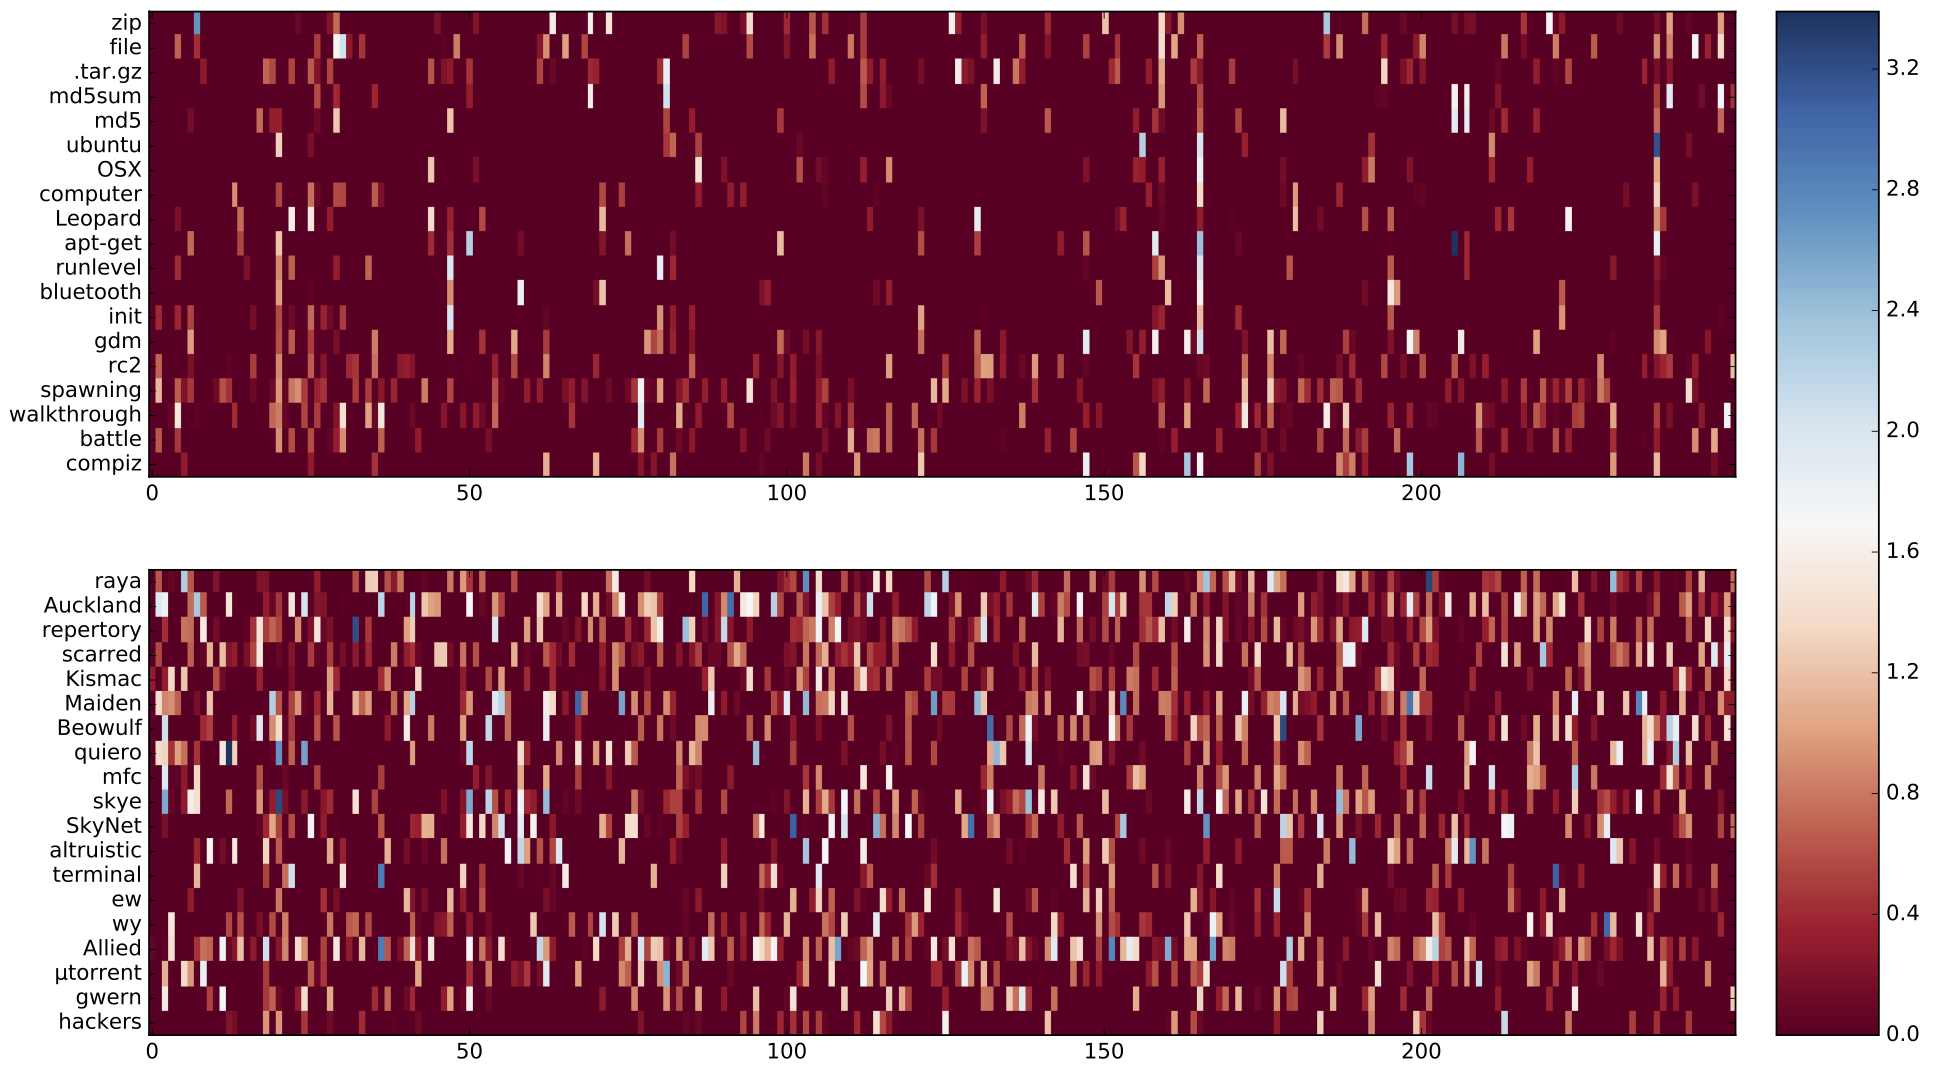 zip
file
.tar.gz
md5sum
md5
ubuntu
OSX
computer
Leopard
apt-get
runlevel
bluetooth
init
gdm
rc2
spawning
walkthrough
battle
compiz
0 50 100 150 200
raya
Auckland
repertory
scarred
Kismac
Maiden
Beowulf
quiero
mfc
skye
SkyNet
altruistic
terminal
ew
wy
Allied
µtorrent
gwern
hackers
0 50 100 150 200
3.2
2.8
2.4
2.0
1.6
1.2
0.8
0.4
0.0